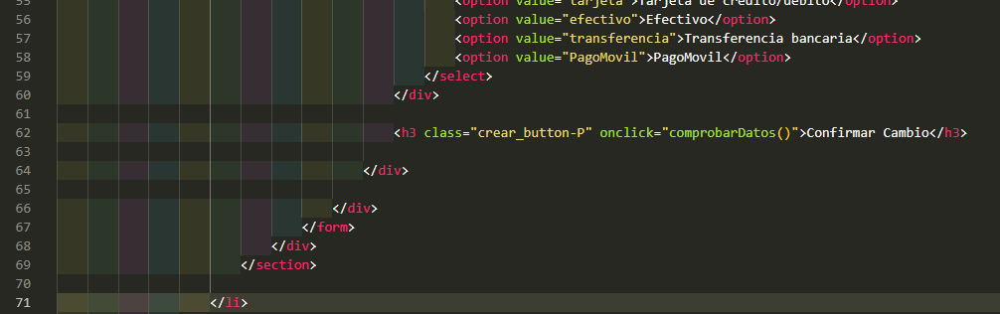 55 <option value="tarjeta">Tarjeta de crédito/débito</option>
56 <option value="efectivo">Efectivo</option>
57 <option value="transferencia">Transferencia bancaria</option>
58 <option value="PagoMovil">PagoMovil</option>
59 </select>
60 </div>
61
62 <h3 class="crear_button-P" onclick="comprobarDatos()">Confirmar Cambio</h3>
63
64 </div>
65
66 </div>
67 </form>
68 </div>
69 </section>
70
71 </li>